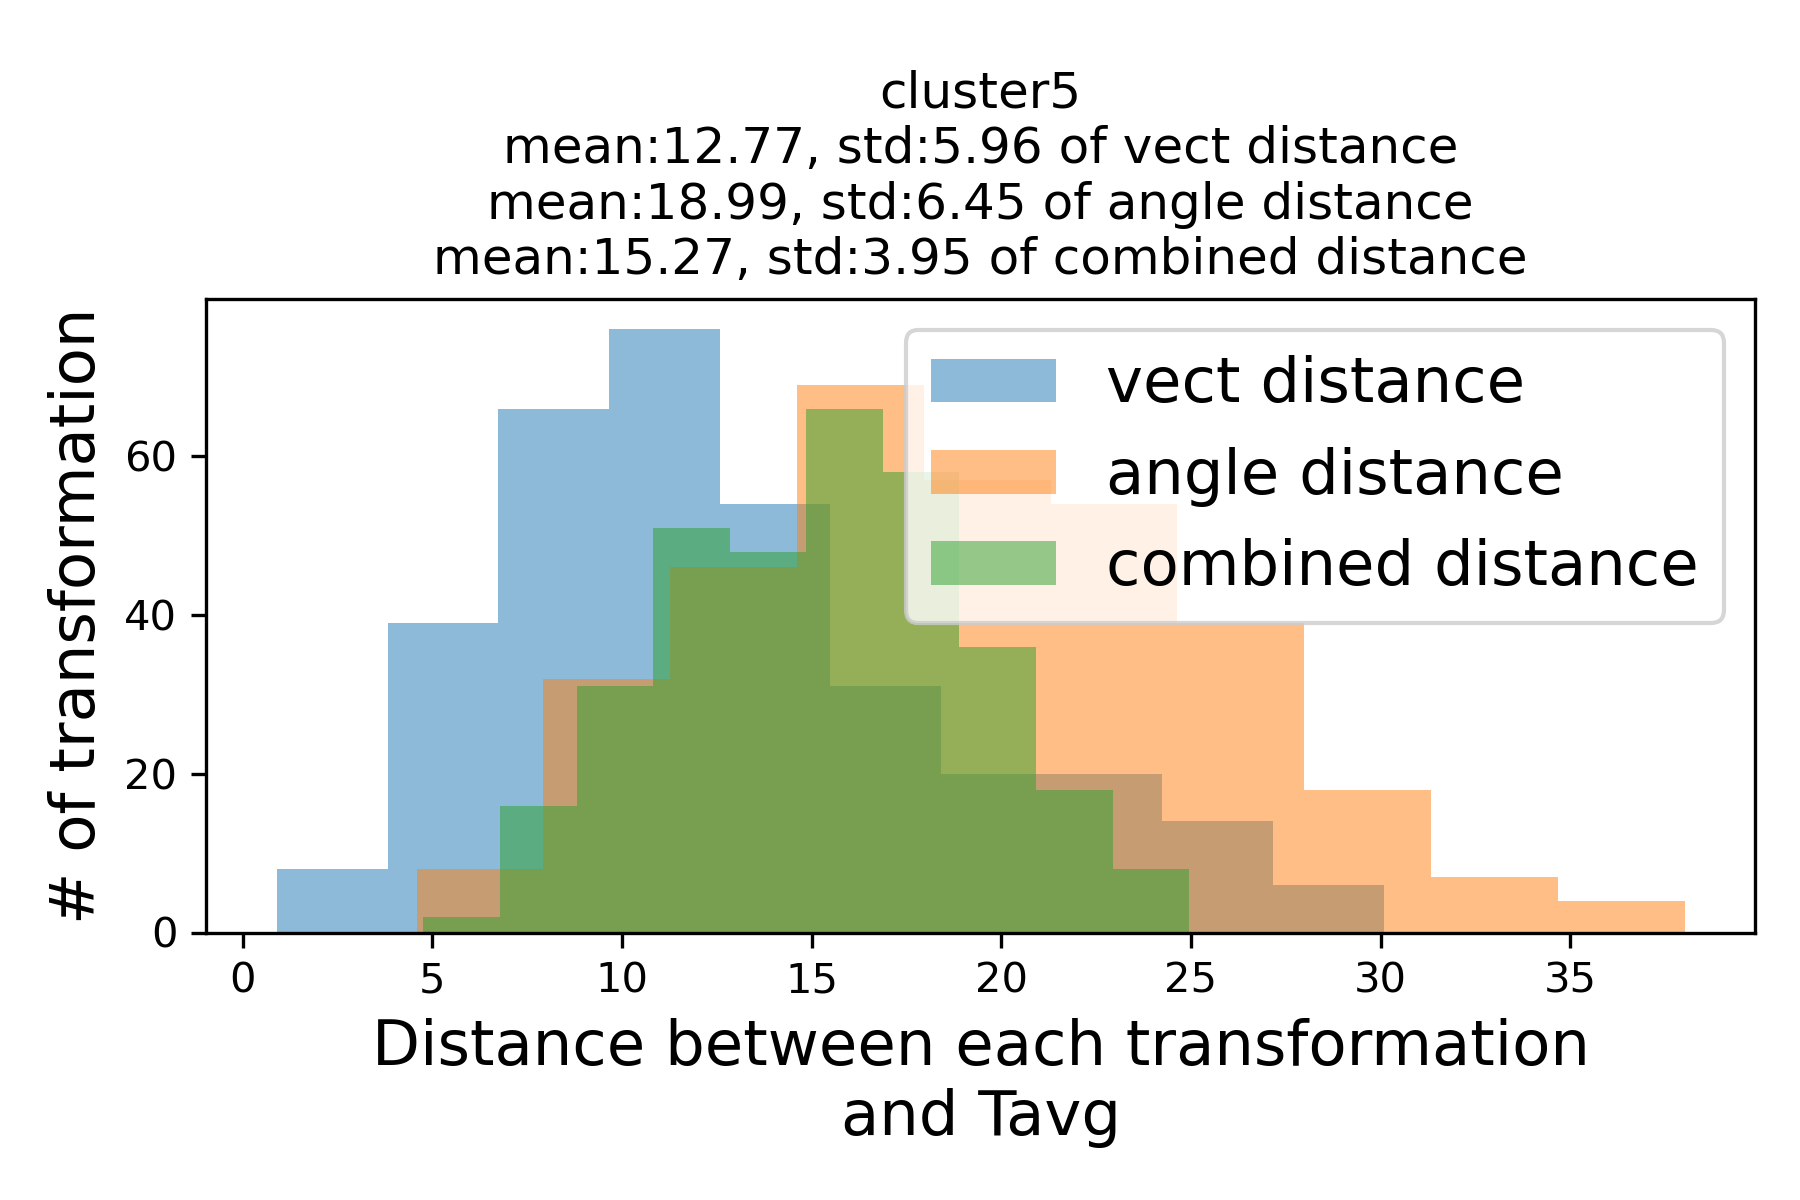 cluster5
mean:12.77, std:5.96 of vect distance
mean:18.99, std:6.45 of angle distance
mean:15.27, std:3.95 of combined distance
# of transformation
60
40
20
0
vect distance
angle distance
combined distance
0 5 10 15 20 25 30 35
Distance between each transformation
and Tavg